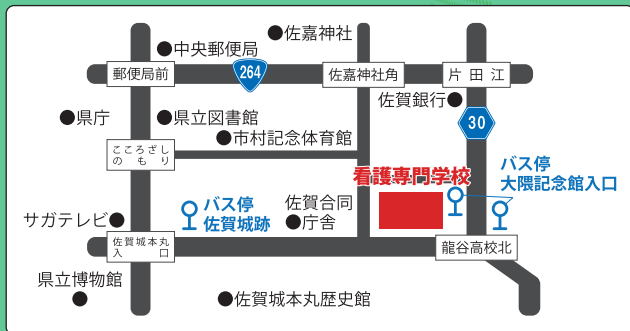 佐嘉神社
中央郵便局
郵便局前
264
佐嘉神社角
片田江
佐賀銀行
県庁
県立図書館
30
市村記念体育館
こころざし
のもり
看護専門学校
バス停
大隈記念館入口
バス停
佐賀城跡
佐賀合同
庁舎
サガテレビ
佐賀城本丸
入口
龍谷高校北
県立博物館
佐賀城本丸歴史館